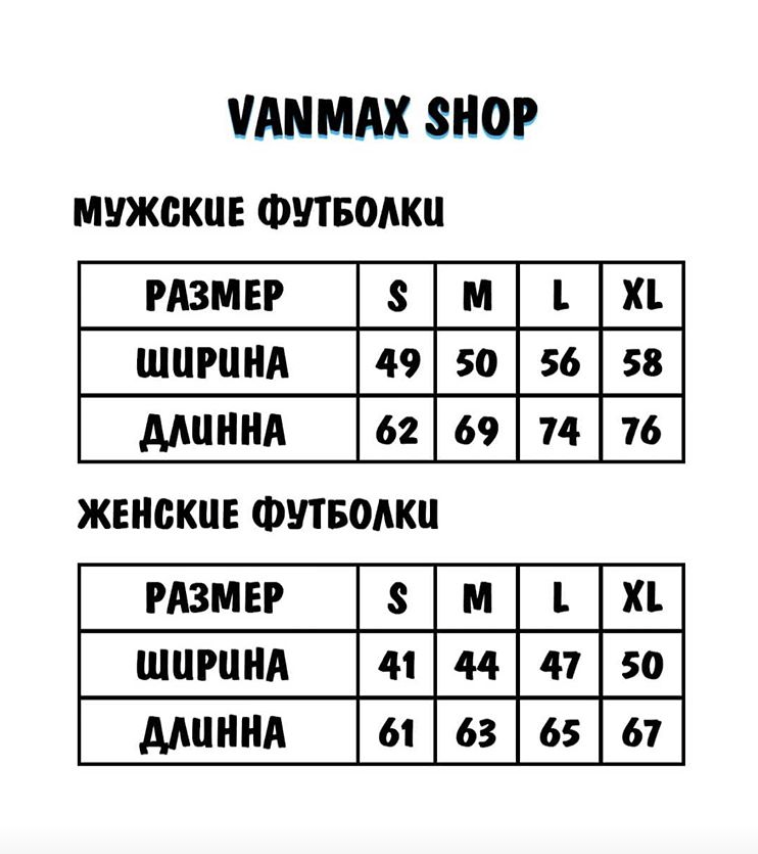 VANMAX SHOP
МУЖСКИЕ ФУТБОЛКИ
РАЗМЕР S M L XL
ШИРИНА 49 50 56 58
ДЛИННА 62 69 74 76
ЖЕНСКИЕ ФУТБОЛКИ
РАЗМЕР S M L XL
ШИРИНА 41 44 47 50
ДЛИННА 61 63 65 67